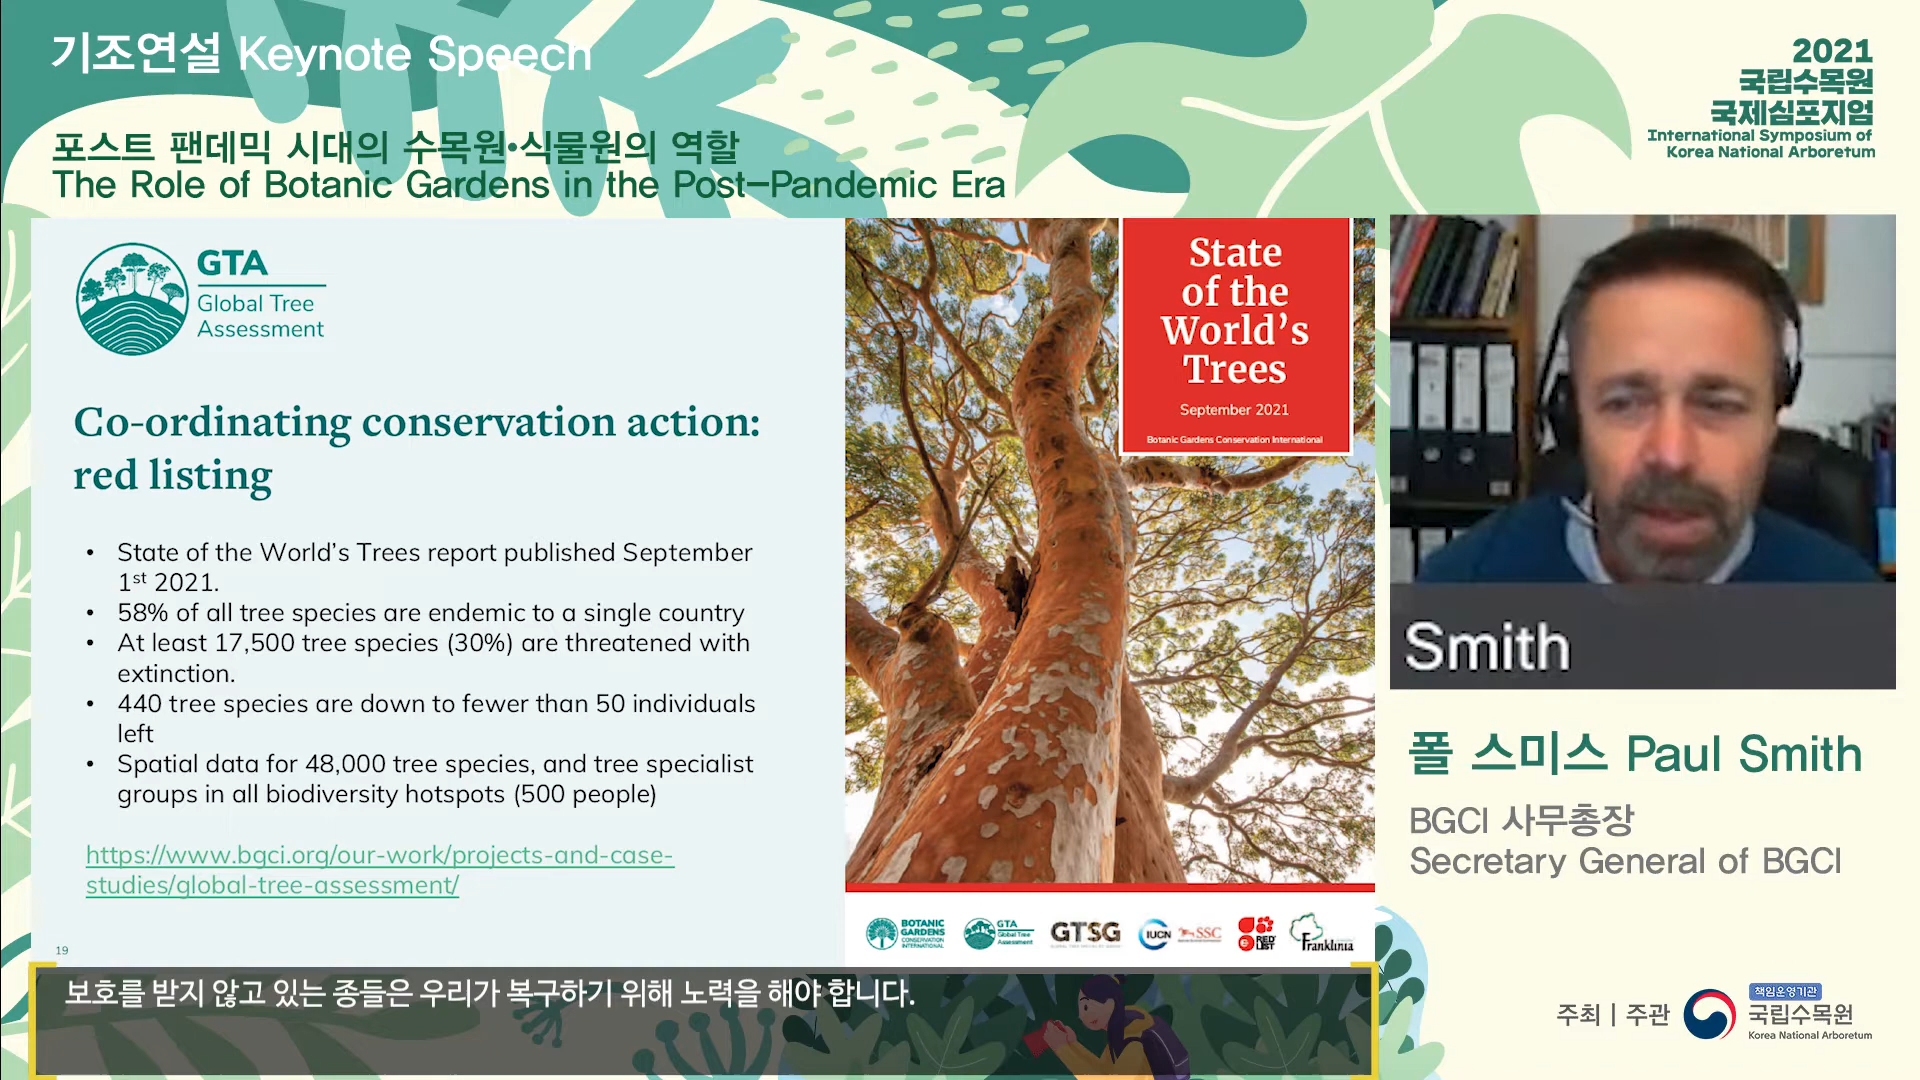 기조연설 Keynote Speech
포스트 팬데믹 시대의 수목원•식물원의 역할
The Role of Botanic Gardens in the Post-Pandemic Era
2021
국립수목원
국제심포지엄
International Symposium of
Korea National Arboretum
GTA
Global Tree
Assessment
Co-ordinating conservation action:
red listing
• State of the World's Trees report published September
1st 2021.
• 58% of all tree species are endemic to a single country
• At least 17,500 tree species (30%) are threatened with
extinction.
• 440 tree species are down to fewer than 50 individuals
left
• Spatial data for 48,000 tree species, and tree specialist
groups in all biodiversity hotspots (500 people)
https://www.bgci.org/our-work/projects-and-case-
studies/global-tree-assessment/
19
State
of the
World's
Trees
September 2021
Botanic Gardens Conservation International
BOTANIC
GARDENS
CONSERVATION
INTERNATIONAL
GTA
Global Tree
Assessment
GTSG
IUCN
SSC
RED
LIST
Franklinia
Smith
폴 스미스 Paul Smith
BGCI 사무총장
Secretary General of BGCI
보호를 받지 않고 있는 종들은 우리가 복구하기 위해 노력을 해야 합니다.
주최 | 주관
책임운영기관
국립수목원
Korea National Arboretum